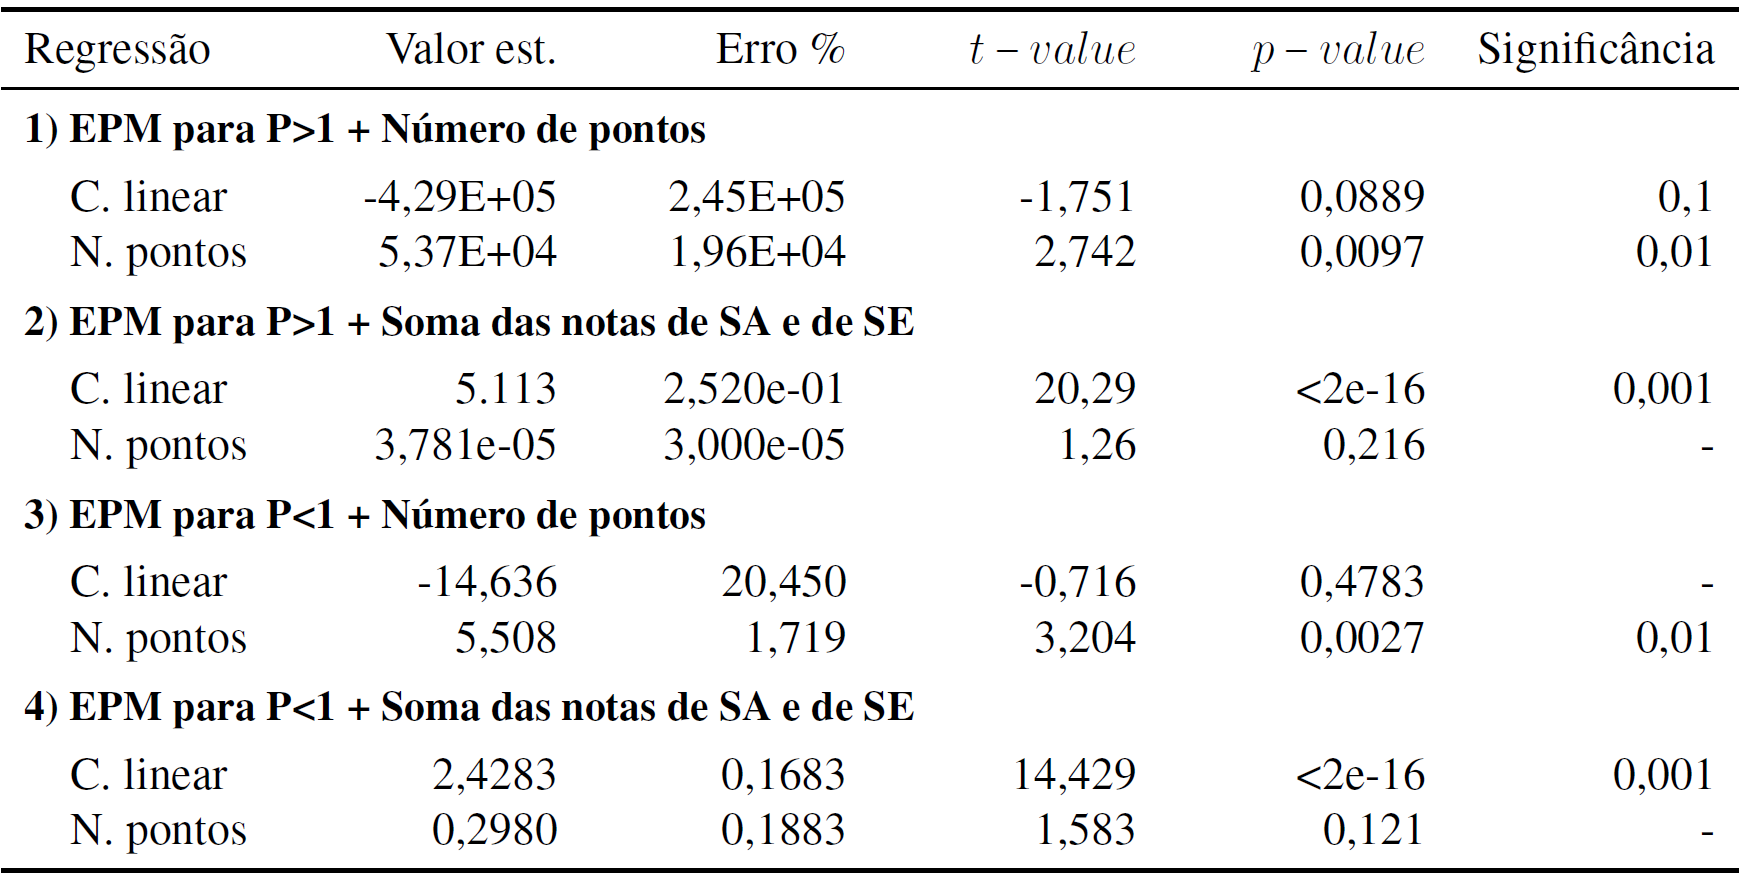 Regressão Valor est. Erro % t − value p − value Significância
1) EPM para P>1 + Número de pontos
C. linear -4,29E+05 2,45E+05 -1,751 0,0889 0,1
N. pontos 5,37E+04 1,96E+04 2,742 0,0097 0,01
2) EPM para P>1 + Soma das notas de SA e de SE
C. linear 5.113 2,520e-01 20,29 <2e-16 0,001
N. pontos 3,781e-05 3,000e-05 1,26 0,216 -
3) EPM para P<1 + Número de pontos
C. linear -14,636 20,450 -0,716 0,4783 -
N. pontos 5,508 1,719 3,204 0,0027 0,01
4) EPM para P<1 + Soma das notas de SA e de SE
C. linear 2,4283 0,1683 14,429 <2e-16 0,001
N. pontos 0,2980 0,1883 1,583 0,121 -